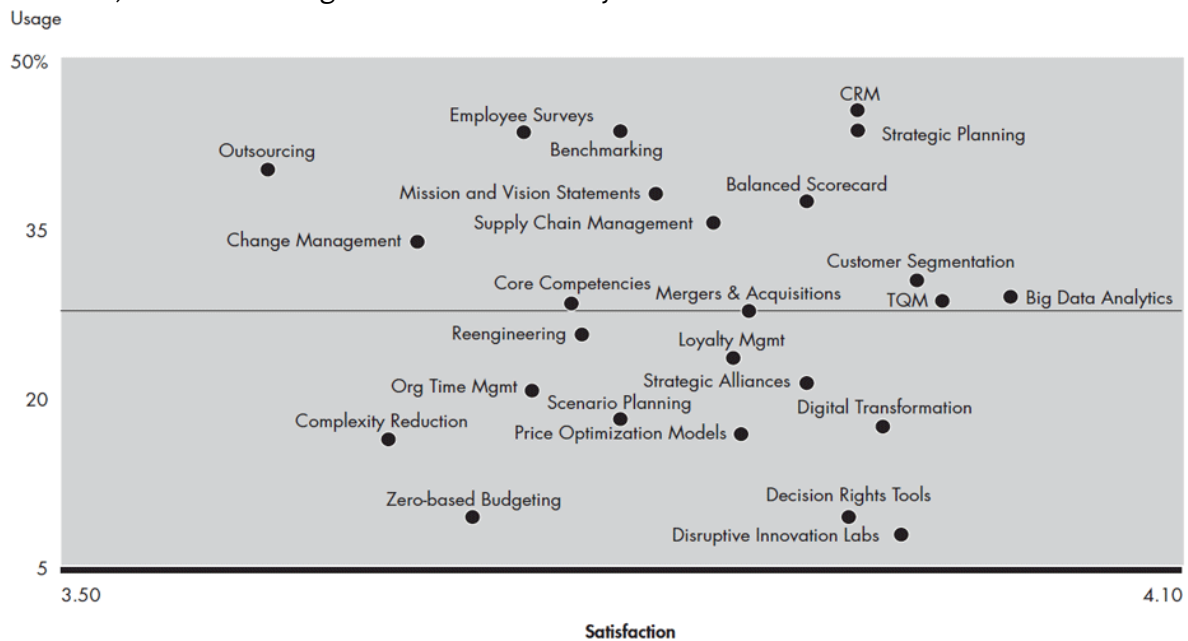 Usage
50%
CRM
Employee Surveys
Strategic Planning
Benchmarking
Outsourcing
Balanced Scorecard
Mission and Vision Statements
Supply Chain Management
35
Change Management
Customer Segmentation
Core Competencies
Mergers & Acquisitions
TQM
Big Data Analytics
Reengineering
Loyalty Mgmt
Strategic Alliances
Org Time Mgmt
20
Scenario Planning
Digital Transformation
Complexity Reduction
Price Optimization Models
Zero-based Budgeting
Decision Rights Tools
Disruptive Innovation Labs
5
3.50
4.10
Satisfaction